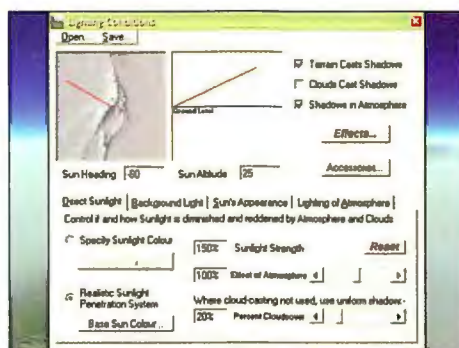 Lighting Conditions
Open... Save...
Terrain Casts Shadows
Clouds Cast Shadows
Shadows in Atmosphere
Ground Level
Effects...
Accessories...
Sun Heading -60 Sun Altitude 25
Direct Sunlight Background Light Sun's Appearance Lighting of Atmosphere
Control if and how Sunlight is diminished and reddened by Atmosphere and Clouds
Specify Sunlight Colour
150% Sunlight Strength Reset
100% Effect of Atmosphere
Realistic Sunlight
Penetration System
Where cloud-casting not used, use uniform shadow:-
Base Sun Colour...
20% Percent Cloudcover